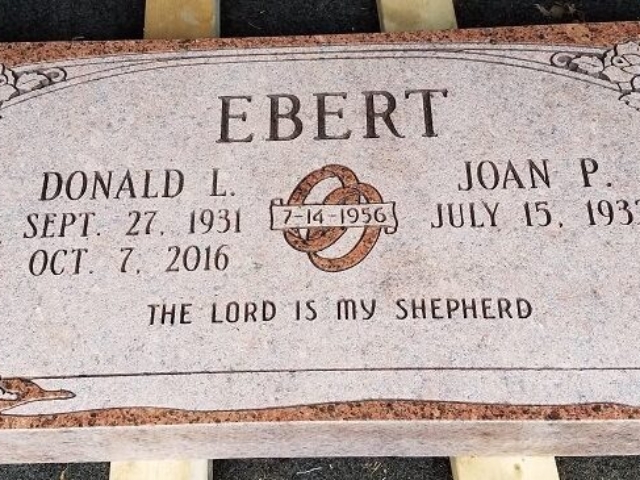 EBERT
DONALD L.
SEPT. 27, 1931
OCT. 7, 2016
7-14-1956
JOAN P.
JULY 15,
THE LORD IS MY SHEPHERD